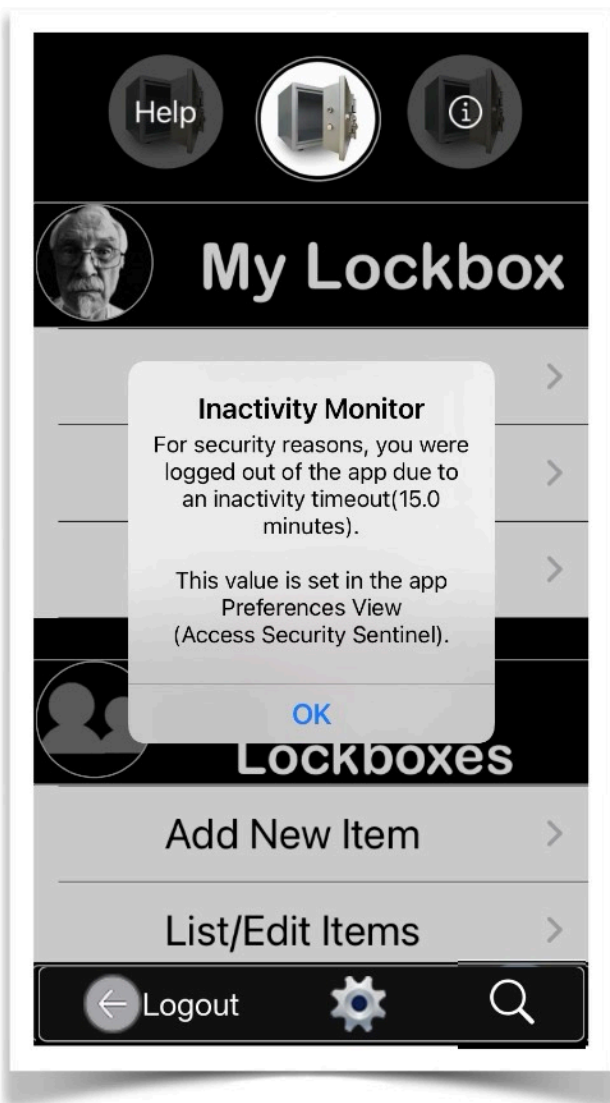 Help
My Lockbox
Inactivity Monitor
For security reasons, you were
logged out of the app due to
an inactivity timeout(15.0
minutes).
This value is set in the app
Preferences View
(Access Security Sentinel).
OK
Lockboxes
Add New Item
List/Edit Items
Logout